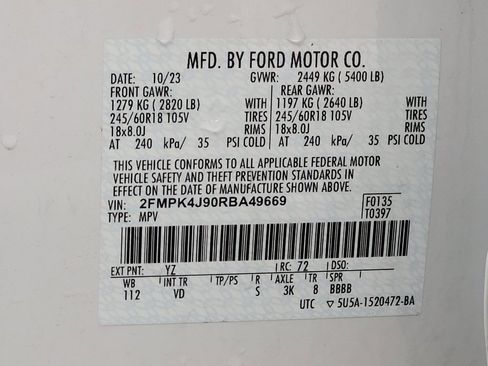 MFD. BY FORD MOTOR CO.
DATE: 10/23 GVWR: 2449 KG ( 5400 LB)
FRONT GAWR: REAR GAWR:
1279 KG ( 2820 LB) WITH 1197 KG ( 2640 LB) WITH
245/60R18 105V TIRES 245/60R18 105V TIRES
18x8.0J RIMS 18x8.0J RIMS
AT 240 kPa/ 35 PSI COLD AT 240 kPa/ 35 PSI COLD
THIS VEHICLE CONFORMS TO ALL APPLICABLE FEDERAL MOTOR
VEHICLE SAFETY AND THEFT PREVENTION STANDARDS IN
EFFECT ON THE DATE OF MANUFACTURE SHOWN ABOVE.
VIN: 2FMPK4J90RBA49669 F0135
TYPE: MPV T0397
EXT PNT: YZ RC: 72 DSO:
WB INT TR TP/PS R AXLE TR SPR
112 VD S 3K 8 BBBB
UTC ▽ 5U5A-1520472-BA